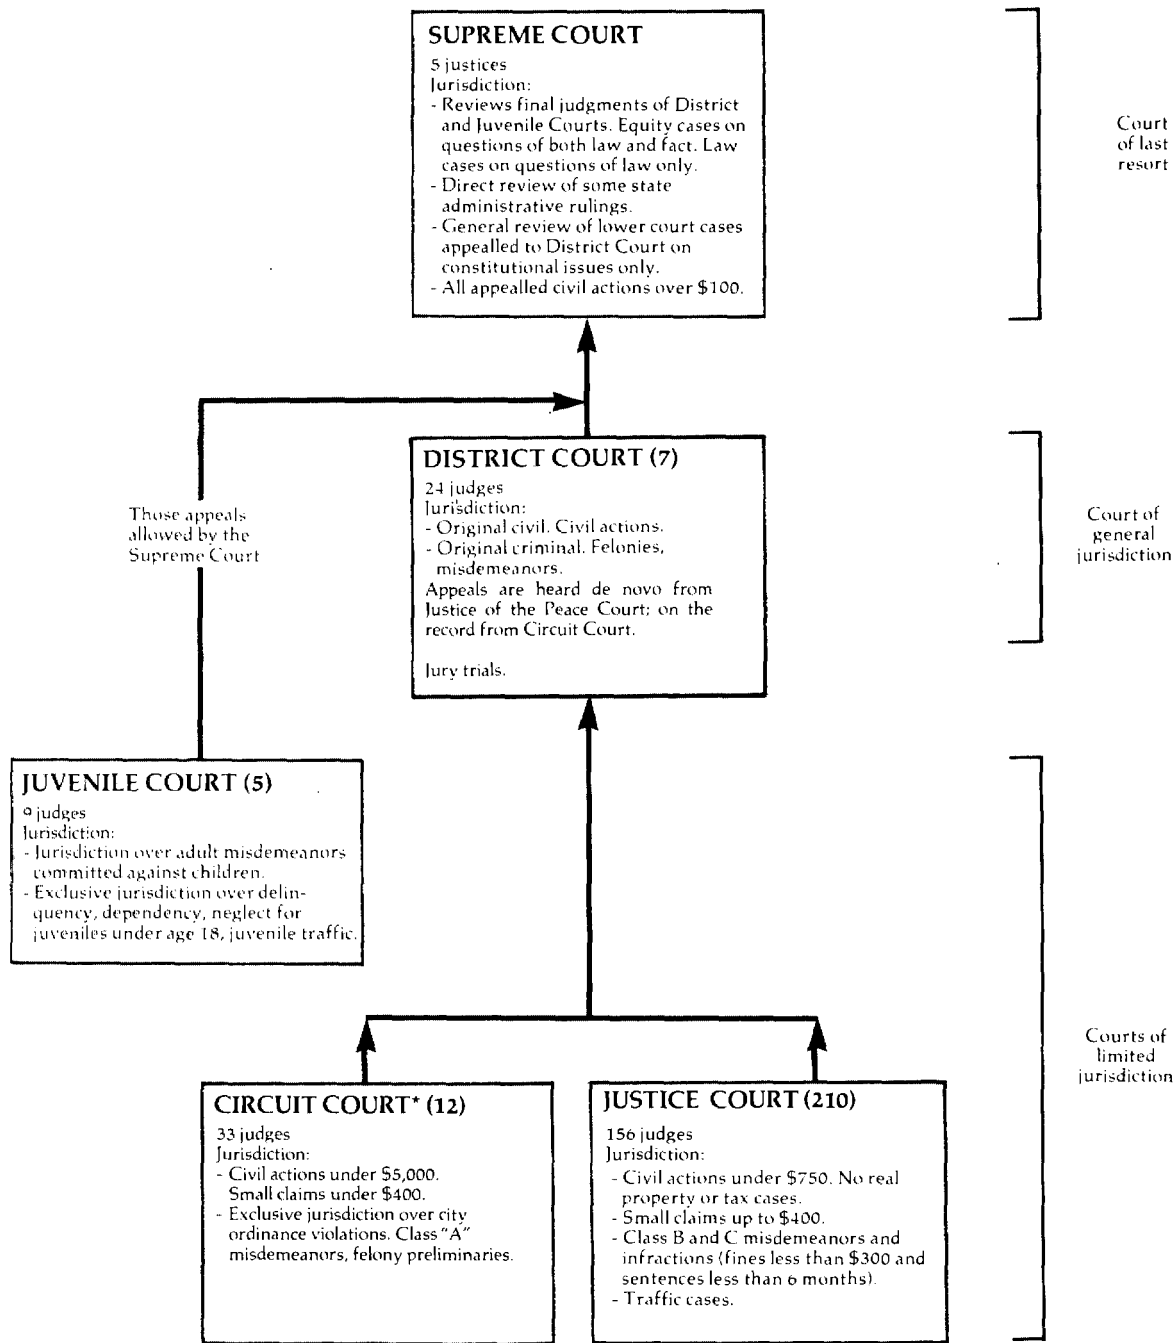 SUPREME COURT
5 justices
Jurisdiction:
- Reviews final judgments of District
and Juvenile Courts. Equity cases on
questions of both law and fact. Law
cases on questions of law only.
- Direct review of some state
administrative rulings.
- General review of lower court cases
appealled to District Court on
constitutional issues only.
- All appealled civil actions over $100.
Court
of last
resort
Those appeals
allowed by the
Supreme Court
DISTRICT COURT (7)
24 judges
Jurisdiction:
- Original civil. Civil actions.
- Original criminal. Felonies,
misdemeanors.
Appeals are heard de novo from
Justice of the Peace Court; on the
record from Circuit Court.
Jury trials.
Court of
general
jurisdiction
JUVENILE COURT (5)
9 judges
Jurisdiction:
- Jurisdiction over adult misdemeanors
committed against children.
- Exclusive jurisdiction over delin-
quency, dependency, neglect for
juveniles under age 18, juvenile traffic.
CIRCUIT COURT* (12)
33 judges
Jurisdiction:
- Civil actions under $5,000.
Small claims under $400.
- Exclusive jurisdiction over city
ordinance violations. Class "A"
misdemeanors, felony preliminaries.
JUSTICE COURT (210)
156 judges
Jurisdiction:
- Civil actions under $750. No real
property or tax cases.
- Small claims up to $400.
- Class B and C misdemeanors and
infractions (fines less than $300 and
sentences less than 6 months).
- Traffic cases.
Courts of
limited
jurisdiction